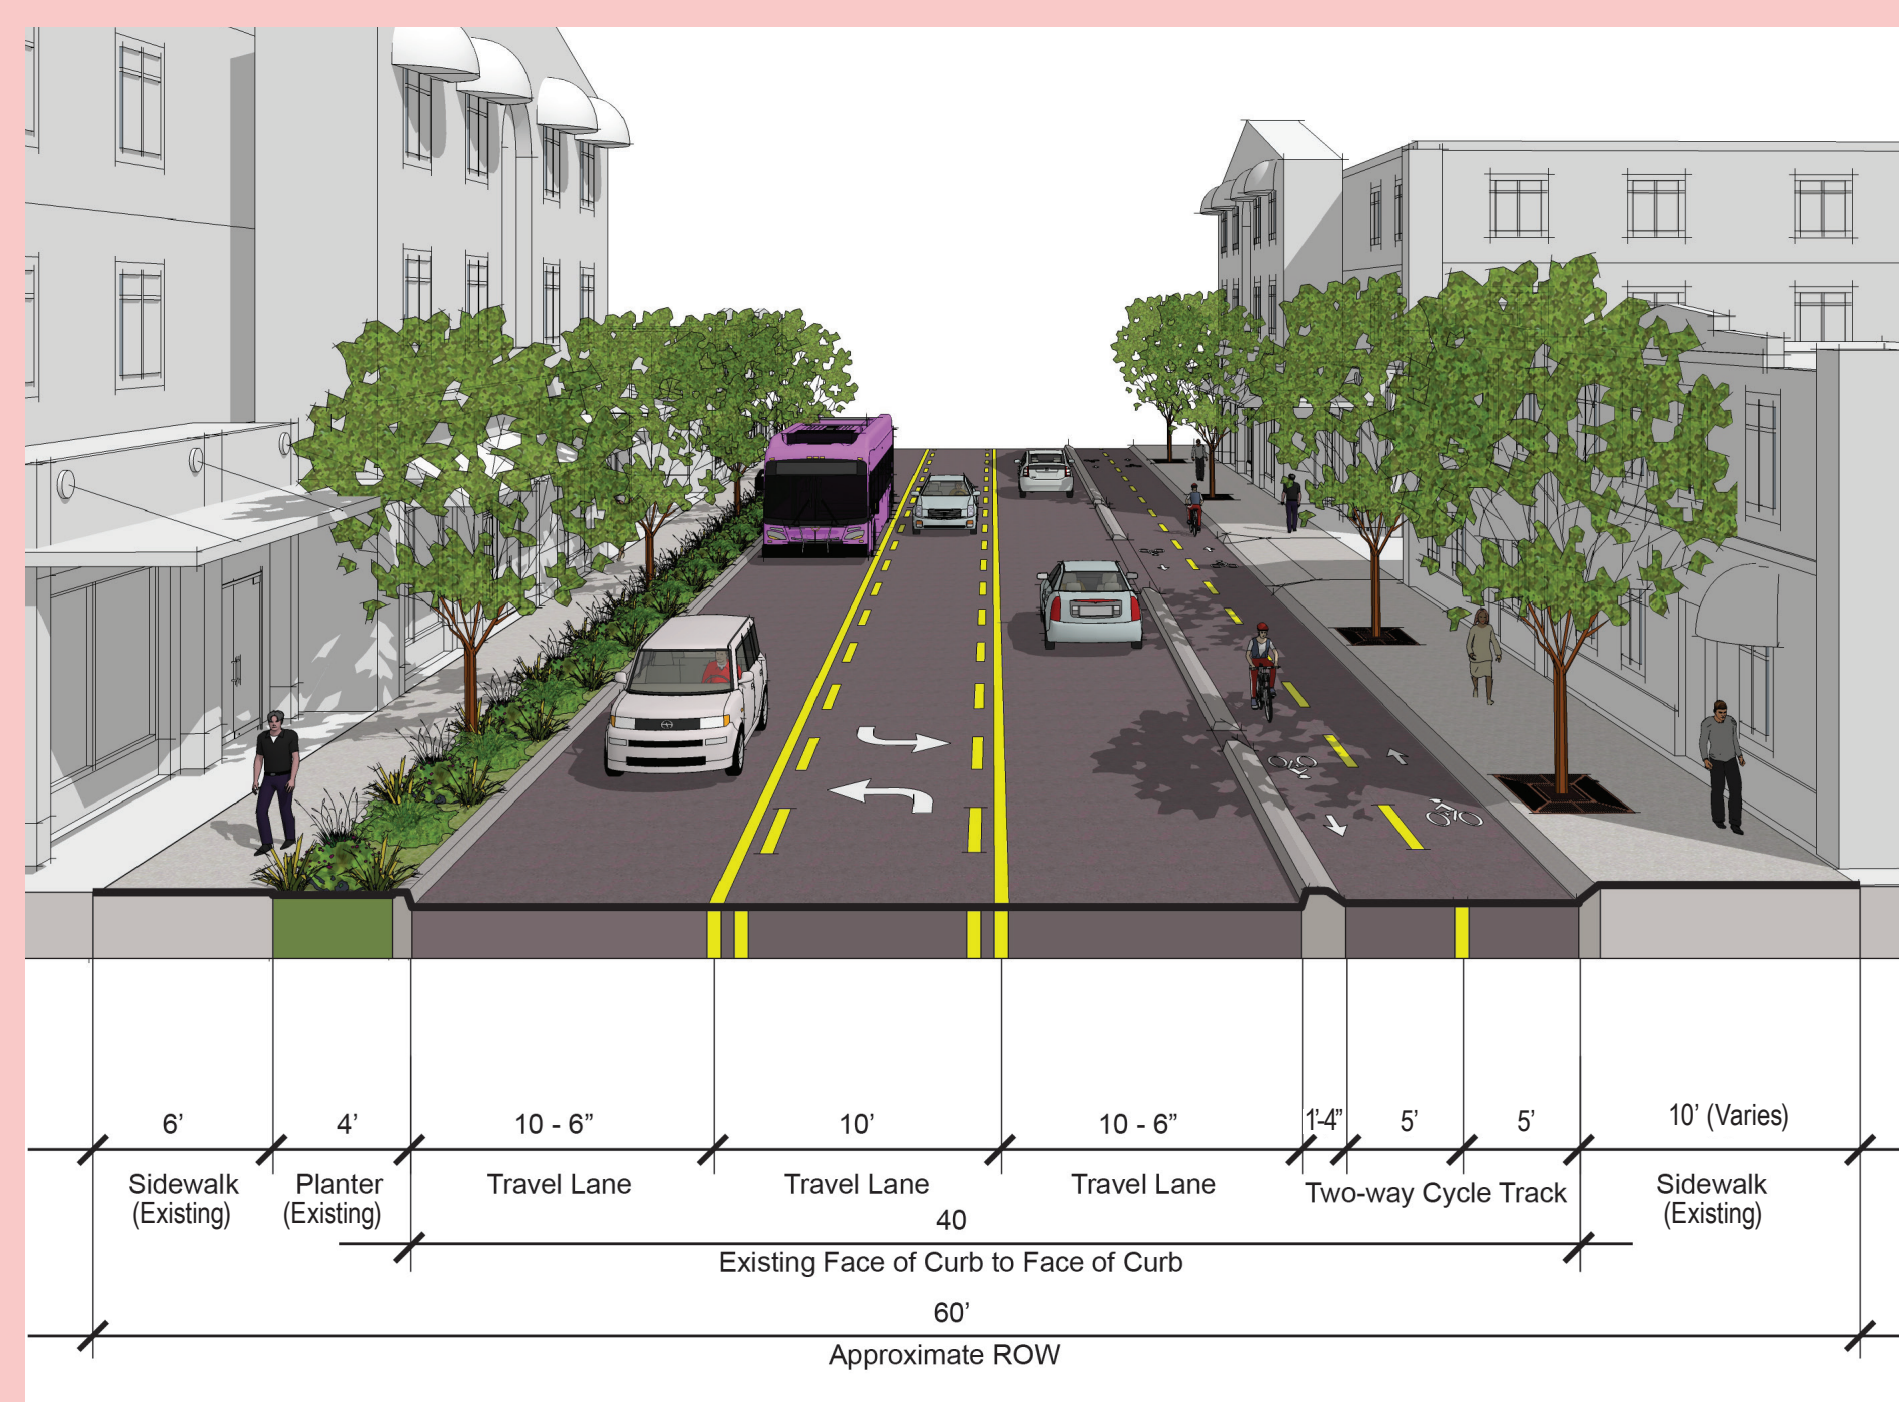 6’ 4’ 10 - 6” 10’ 10 - 6” 1’-4” 5’ 5’ 10’ (Varies)
Sidewalk Planter Travel Lane Travel Lane Travel Lane Two-way Cycle Track Sidewalk
(Existing) (Existing) (Existing)
40
Existing Face of Curb to Face of Curb
60’
Approximate ROW